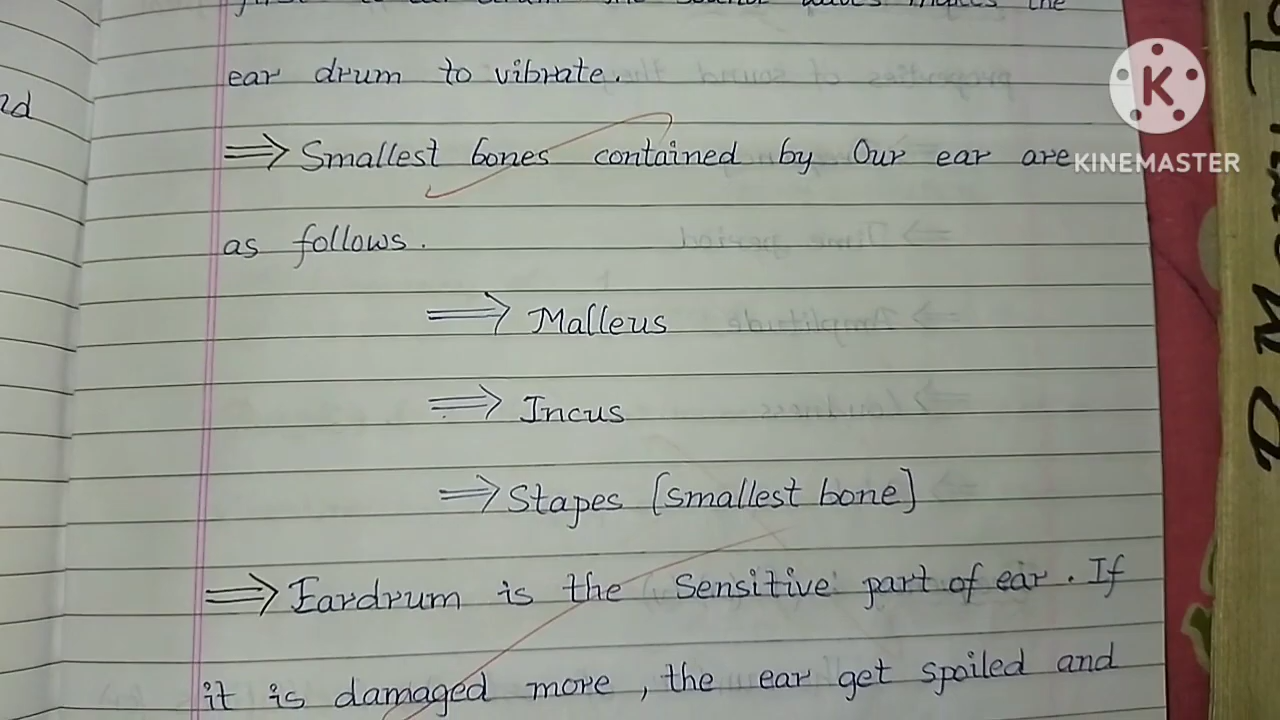 the
ear drum to vibrate.
⇒ Smallest bones contained by Our ear are
as follows.
⇒ Malleus
⇒ Incus
⇒ Stapes [smallest bone]
⇒ Eardrum is the Sensitive part of ear. If
it is damaged more, the ear get spoiled and
K
KINEMASTER